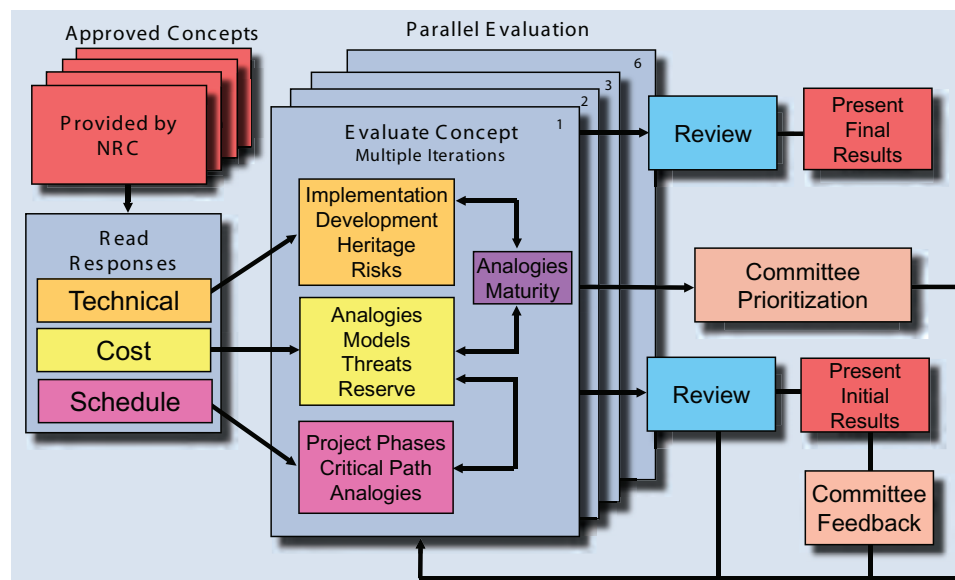 Approved Concepts
Provided by
NRC
Read
Responses
Technical
Cost
Schedule
Parallel Evaluation
6
3
2
1
Evaluate Concept
Multiple Iterations
Implementation
Development
Heritage
Risks
Analogies
Maturity
Analogies
Models
Threats
Reserve
Project Phases
Critical Path
Analogies
Review
Present
Final
Results
Committee
Prioritization
Review
Present
Initial
Results
Committee
Feedback